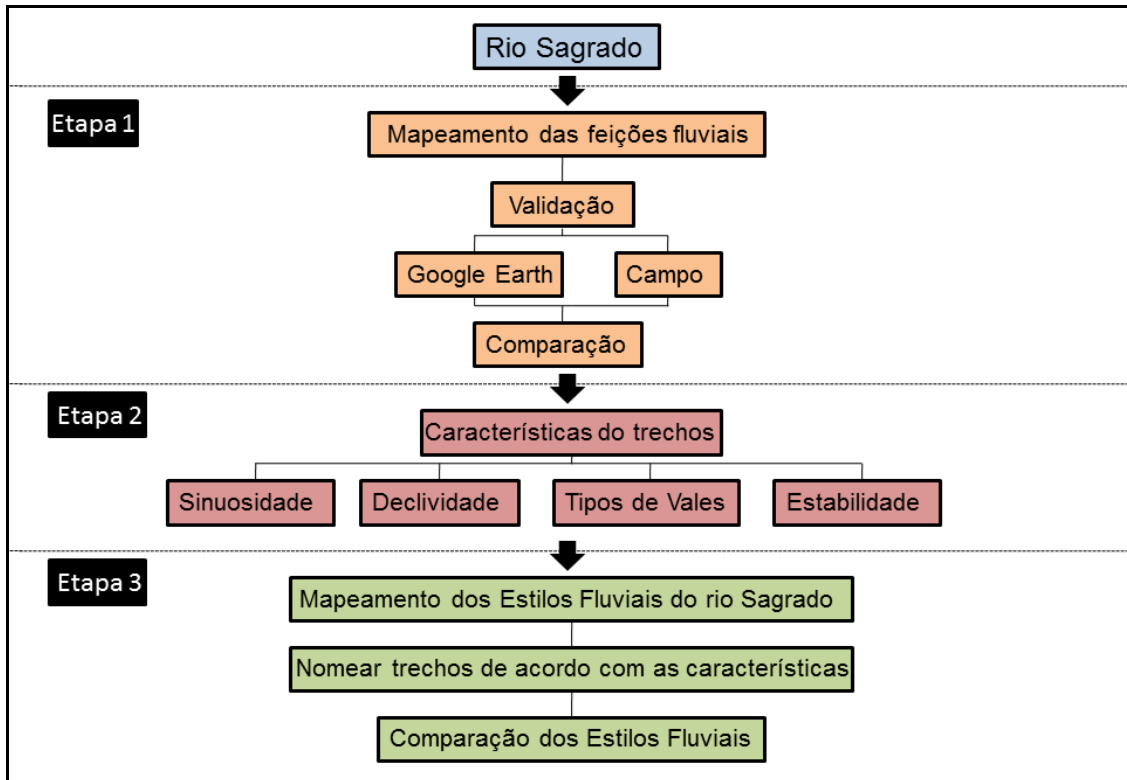 Rio Sagrado
Etapa 1
Mapeamento das feições fluviais
Validação
Google Earth
Campo
Comparação
Etapa 2
Características do trechos
Sinuosidade
Declividade
Tipos de Vales
Estabilidade
Etapa 3
Mapeamento dos Estilos Fluviais do rio Sagrado
Nomear trechos de acordo com as características
Comparação dos Estilos Fluviais